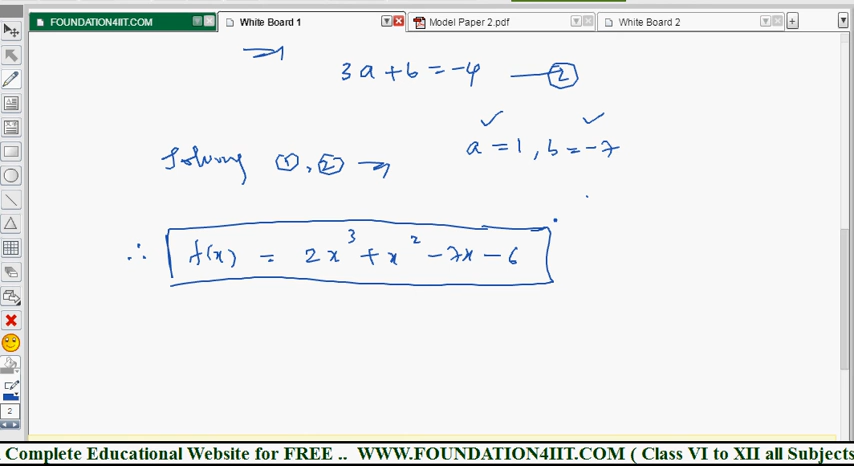 FOUNDATION4IIT.COM White Board 1 Model Paper 2.pdf White Board 2
3a + b = -4 — ②
a = 1, b = -7
Solving ①, ② →
∴ f(x) = 2x³ + x² - 7x - 6
2
Complete Educational Website for FREE .. WWW.FOUNDATION4IIT.COM ( Class VI to XII all Subjects